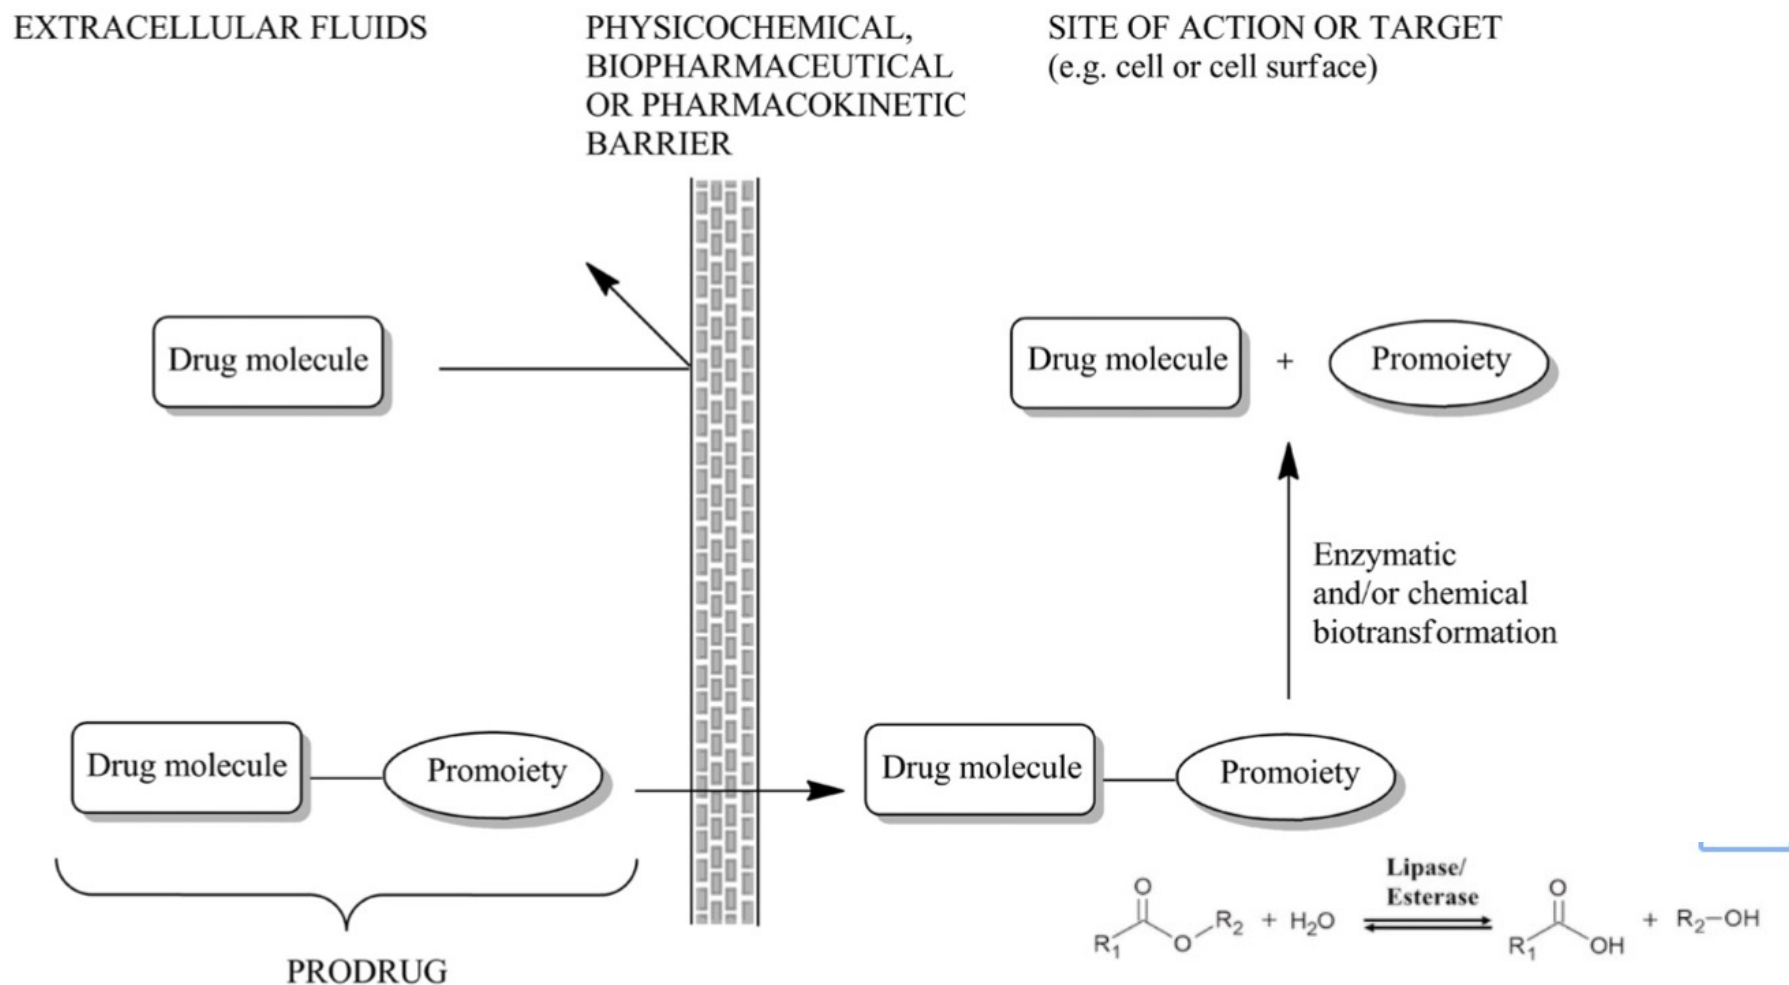 EXTRACELLULAR FLUIDS
PHYSICOCHEMICAL,
BIOPHARMACEUTICAL
OR PHARMACOKINETIC
BARRIER
SITE OF ACTION OR TARGET
(e.g. cell or cell surface)
Drug molecule
Drug molecule
+
Promoiety
Enzymatic
and/or chemical
biotransformation
Drug molecule
Promoiety
Drug molecule
Promoiety
PRODRUG
Lipase/
Esterase
O
R₁
O
R₂ + H₂O
O
R₁
OH
+ R₂–OH